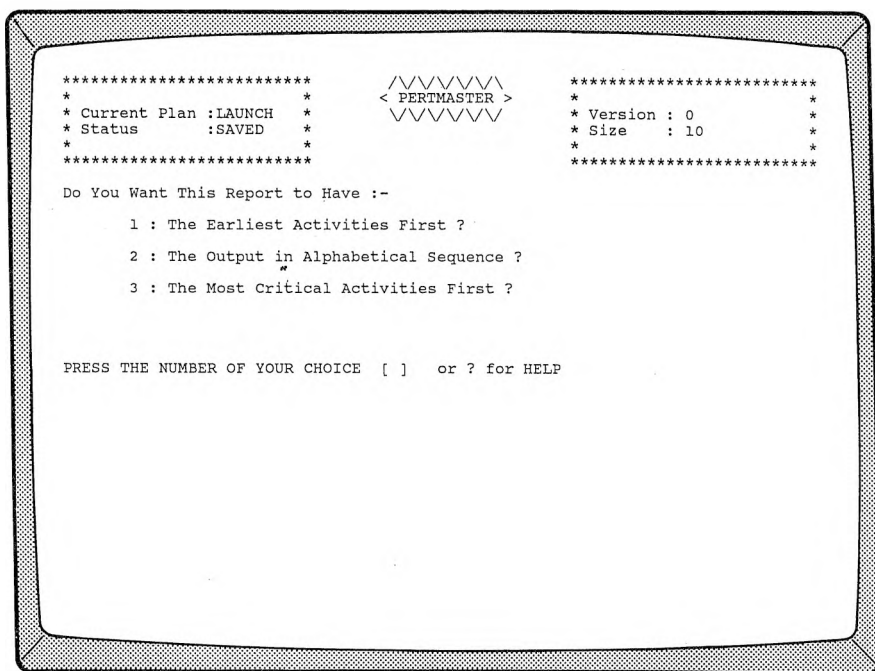 **************************    /\/\/\/\/\/\    **************************
*                        *   < PERTMASTER >   *                        *
* Current Plan :LAUNCH   *    \/\/\/\/\/\/    * Version : 0            *
* Status       :SAVED    *                    * Size    : 10           *
*                        *                    *                        *
**************************                    **************************
Do You Want This Report to Have :-
1 : The Earliest Activities First ?
2 : The Output in Alphabetical Sequence ?
3 : The Most Critical Activities First ?
PRESS THE NUMBER OF YOUR CHOICE [ ] or ? for HELP